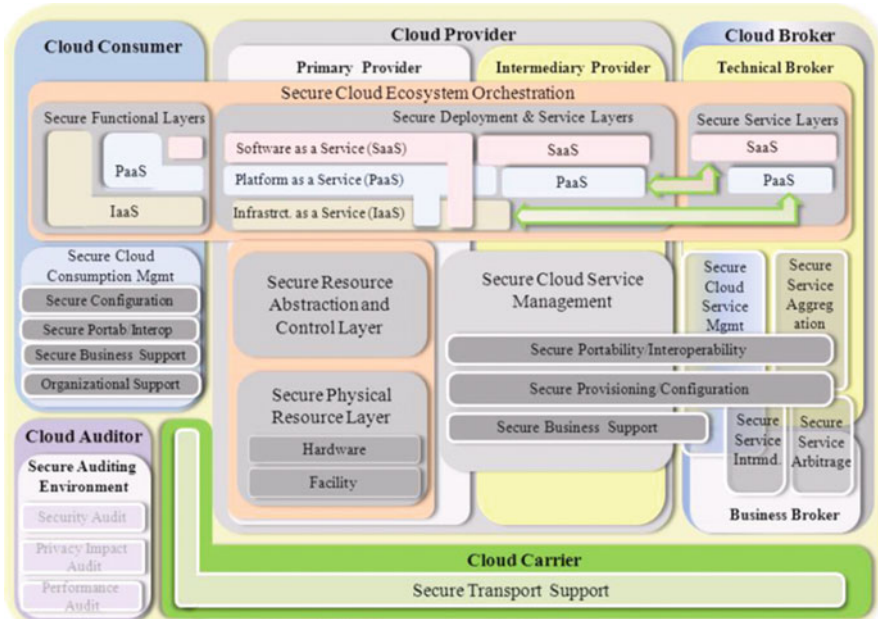 Cloud Consumer
Secure Functional Layers
PaaS
IaaS
Secure Cloud
Consumption Mgmt
Secure Configuration
Secure Portab/Interop
Secure Business Support
Organizational Support
Cloud Auditor
Secure Auditing
Environment
Security Audit
Privacy Impact
Audit
Performance
Audit
Cloud Provider
Primary Provider
Intermediary Provider
Secure Cloud Ecosystem Orchestration
Secure Deployment & Service Layers
Software as a Service (SaaS)
SaaS
Platform as a Service (PaaS)
PaaS
Infrastrct. as a Service (IaaS)
Secure Resource
Abstraction and
Control Layer
Secure Physical
Resource Layer
Hardware
Facility
Secure Cloud Service
Management
Secure Portability/Interoperability
Secure Provisioning/Configuration
Secure Business Support
Cloud Broker
Technical Broker
Secure Service Layers
SaaS
PaaS
Secure
Cloud
Service
Mgmt
Secure
Service
Aggreg
ation
Secure
Service
Intrmd.
Secure
Service
Arbitrage
Business Broker
Cloud Carrier
Secure Transport Support